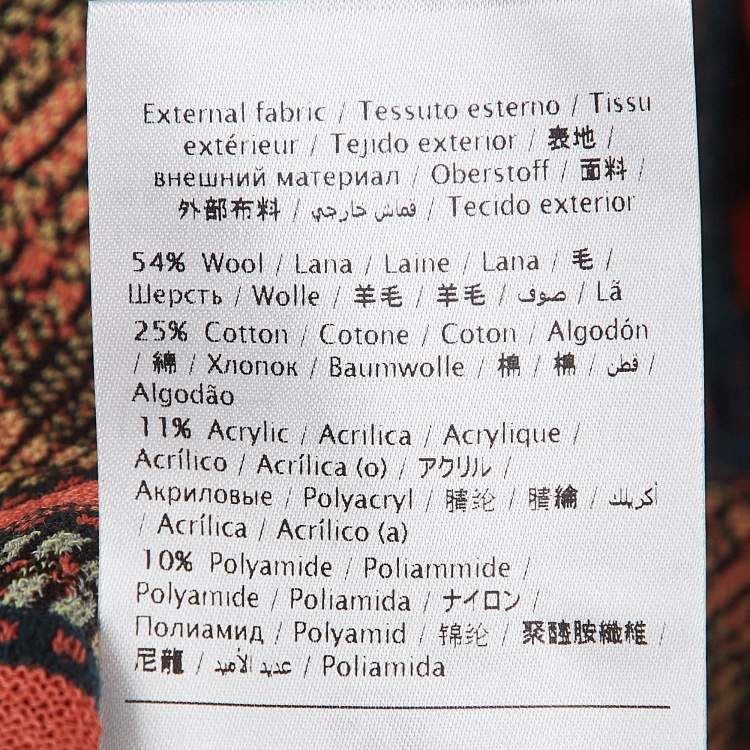 External fabric / Tessuto esterno / Tissu
extérieur / Tejido exterior / 表地 /
внешний материал / Oberstoff / 面料 /
外部布料 / قماش خارجي / Tecido exterior
54% Wool / Lana / Laine / Lana / 毛 /
Шерсть / Wolle / 羊毛 / 羊毛 / صوف / Lã
25% Cotton / Cotone / Coton / Algodón
/ 綿 / Хлопок / Baumwolle / 棉 / 棉 / قطن /
Algodão
11% Acrylic / Acrilica / Acrylique /
Acrílico / Acrílica (o) / アクリル /
Акриловые / Polyacryl / 腈纶 / 腈綸 / أكريلك
/ Acrílica / Acrílico (a)
10% Polyamide / Poliammide /
Polyamide / Poliamida / ナイロン /
Полиамид / Polyamid / 锦纶 / 聚醯胺纖維 /
尼龍 / عديد الأميد / Poliamida